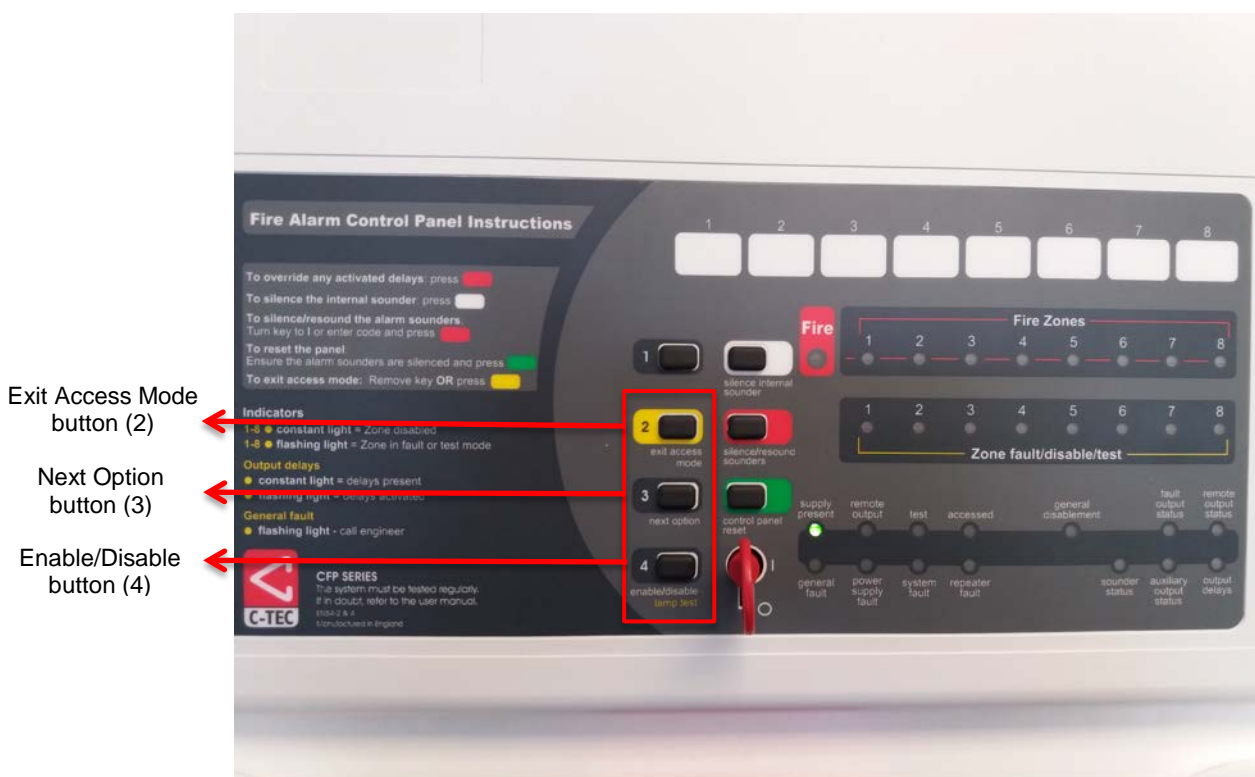 Exit Access Mode
button (2)
Next Option
button (3)
Enable/Disable
button (4)
Fire Alarm Control Panel Instructions
To override any activated delays: press
To silence the internal sounder: press
To silence/resound the alarm sounders:
Turn key to I or enter code and press
To reset the panel:
Ensure the alarm sounders are silenced and press
To exit access mode: Remove key OR press
Indicators
1-8 constant light = Zone disabled
1-8 flashing light = Zone in fault or test mode
Output delays
constant light = delays present
flashing light = delays activated
General fault
flashing light - call engineer
C-TEC
CFP SERIES
The system must be tested regularly.
If in doubt, refer to the user manual.
EN54-2 & 4
Manufactured in England
1
2
exit access
mode
3
next option
4
enable/disable
lamp test
silence internal
sounder
silence/resound
sounders
control panel
reset
I
O
1 2 3 4 5 6 7 8
Fire
Fire Zones
1 2 3 4 5 6 7 8
1 2 3 4 5 6 7 8
Zone fault/disable/test
supply
present
remote
output
test
accessed
general
disablement
fault
output
status
remote
output
status
general
fault
power
supply
fault
system
fault
repeater
fault
sounder
status
auxiliary
output
status
output
delays